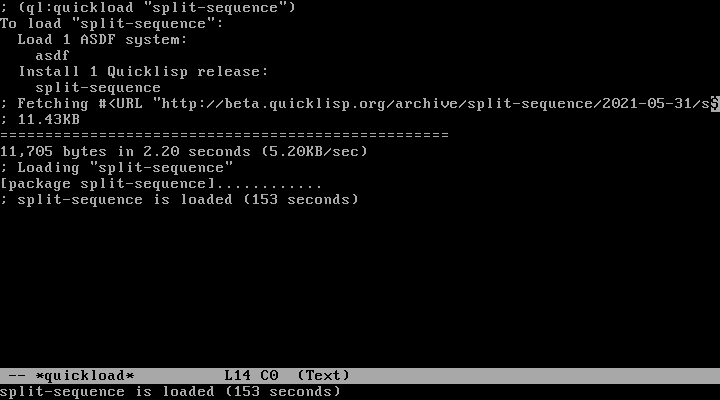 ; (ql:quickload "split-sequence")
To load "split-sequence":
  Load 1 ASDF system:
    asdf
  Install 1 Quicklisp release:
    split-sequence
; Fetching #<URL "http://beta.quicklisp.org/archive/split-sequence/2021-05-31/s$
; 11.43KB
==================================================
11,705 bytes in 2.20 seconds (5.20KB/sec)
; Loading "split-sequence"
[package split-sequence]............
; split-sequence is loaded (153 seconds)
-- *quickload*          L14 C0  (Text)
split-sequence is loaded (153 seconds)